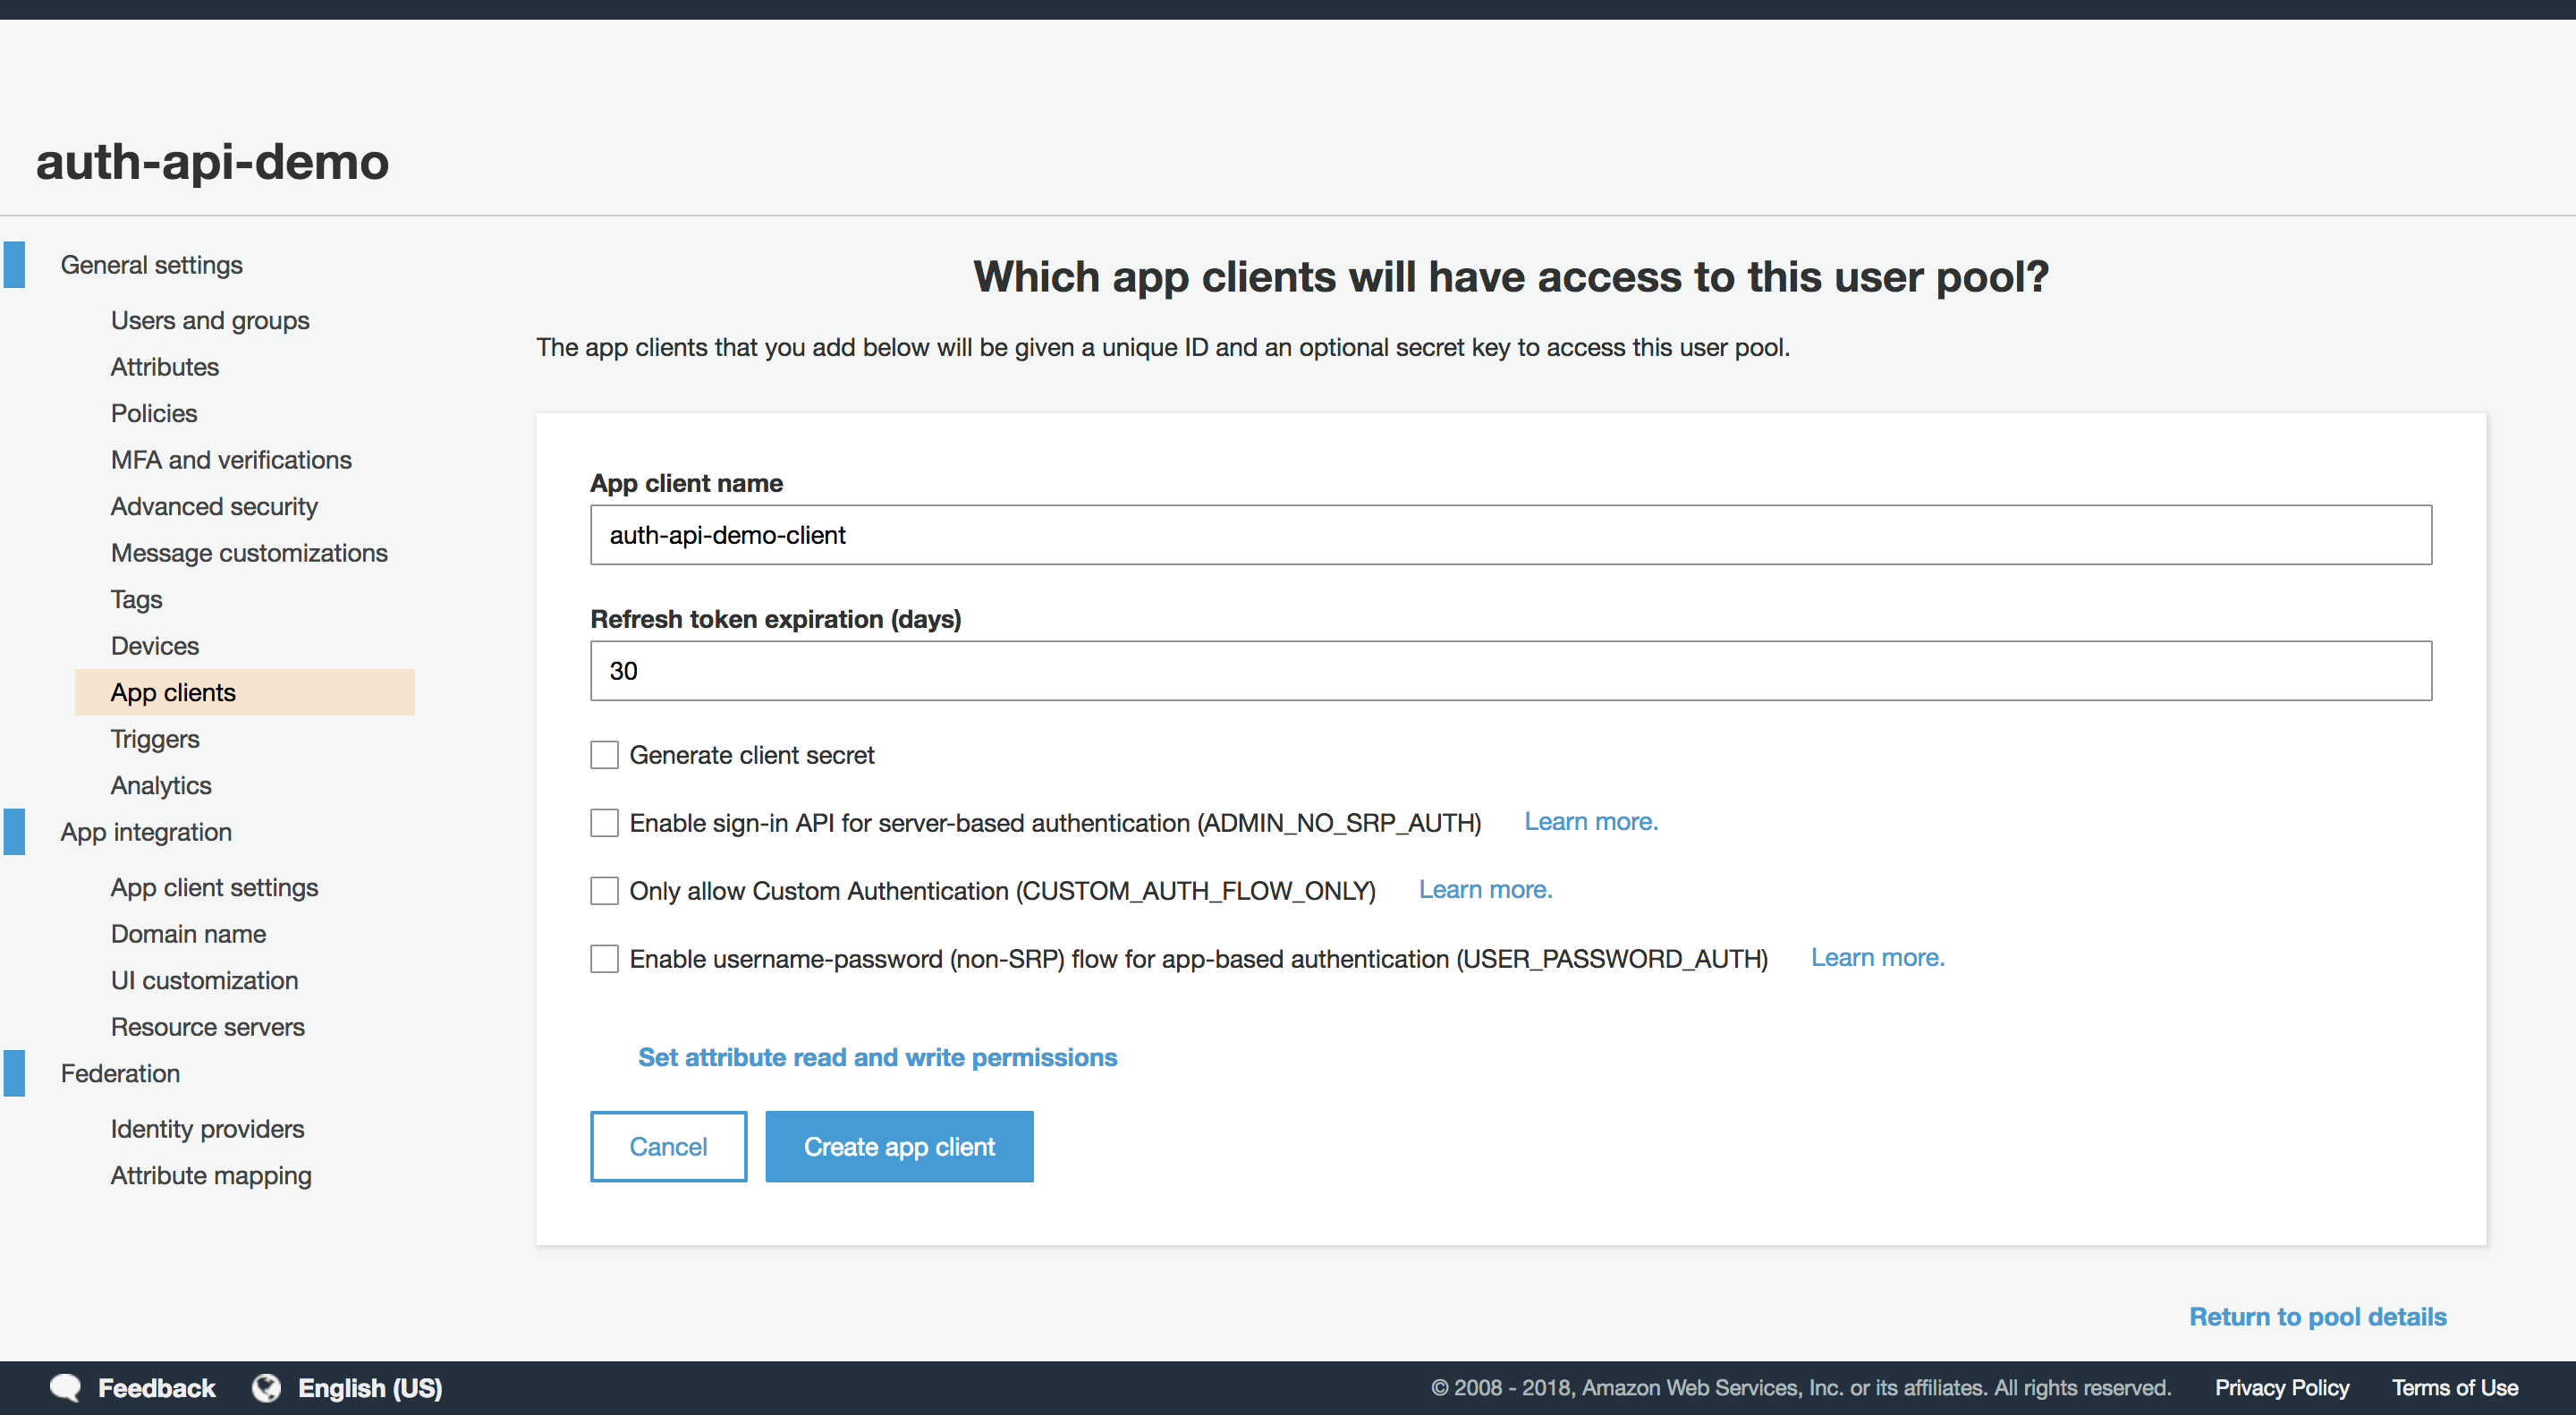 auth-api-demo
General settings
Users and groups
Attributes
Policies
MFA and verifications
Advanced security
Message customizations
Tags
Devices
App clients
Triggers
Analytics
App integration
App client settings
Domain name
UI customization
Resource servers
Federation
Identity providers
Attribute mapping
Which app clients will have access to this user pool?
The app clients that you add below will be given a unique ID and an optional secret key to access this user pool.
App client name
auth-api-demo-client
Refresh token expiration (days)
30
Generate client secret
Enable sign-in API for server-based authentication (ADMIN_NO_SRP_AUTH) Learn more.
Only allow Custom Authentication (CUSTOM_AUTH_FLOW_ONLY) Learn more.
Enable username-password (non-SRP) flow for app-based authentication (USER_PASSWORD_AUTH) Learn more.
Set attribute read and write permissions
Cancel Create app client
Return to pool details
Feedback English (US) © 2008 - 2018, Amazon Web Services, Inc. or its affiliates. All rights reserved. Privacy Policy Terms of Use